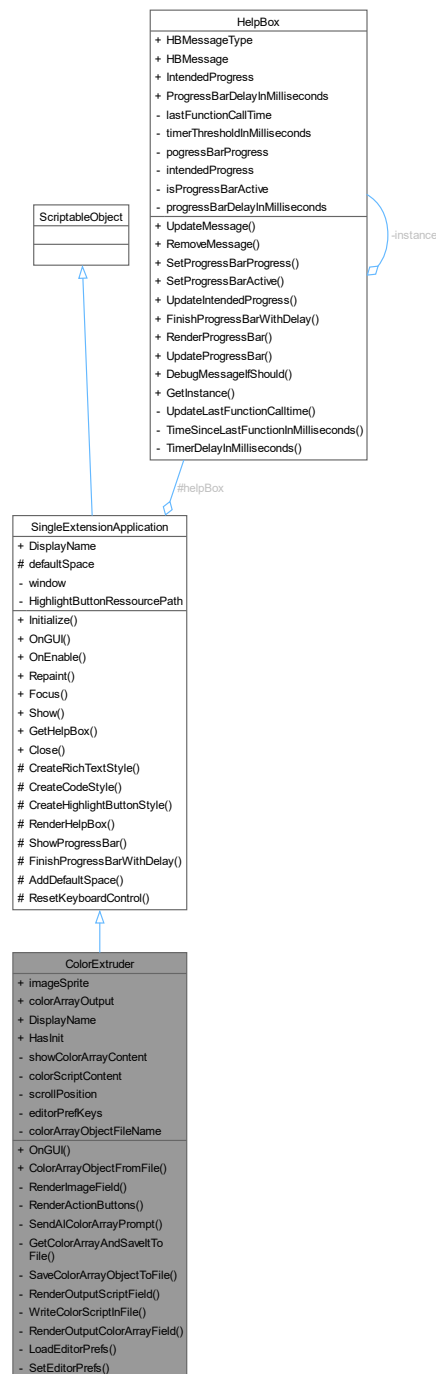 HelpBox
+ HBMessageType
+ HBMessage
+ IntendedProgress
+ ProgressBarDelayInMilliseconds
- lastFunctionCallTime
- timerThresholdInMilliseconds
- pogressBarProgress
- intendedProgress
- isProgressBarActive
- progressBarDelayInMilliseconds
+ UpdateMessage()
+ RemoveMessage()
+ SetProgressBarProgress()
+ SetProgressBarActive()
+ UpdateIntendedProgress()
+ FinishProgressBarWithDelay()
+ RenderProgressBar()
+ UpdateProgressBar()
+ DebugMessageIfShould()
+ GetInstance()
- UpdateLastFunctionCalltime()
- TimeSinceLastFunctionInMilliseconds()
- TimerDelayInMilliseconds()
-instance
ScriptableObject
#helpBox
SingleExtensionApplication
+ DisplayName
# defaultSpace
- window
- HighlightButtonRessourcePath
+ Initialize()
+ OnGUI()
+ OnEnable()
+ Repaint()
+ Focus()
+ Show()
+ GetHelpBox()
+ Close()
# CreateRichTextStyle()
# CreateCodeStyle()
# CreateHighlightButtonStyle()
# RenderHelpBox()
# ShowProgressBar()
# FinishProgressBarWithDelay()
# AddDefaultSpace()
# ResetKeyboardControl()
ColorExtruder
+ imageSprite
+ colorArrayOutput
+ DisplayName
+ HasInit
- showColorArrayContent
- colorScriptContent
- scrollPosition
- editorPrefKeys
- colorArrayObjectFileName
+ OnGUI()
+ ColorArrayObjectFromFile()
- RenderImageField()
- RenderActionButtons()
- SendAIColorArrayPrompt()
- GetColorArrayAndSaveItTo
File()
- SaveColorArrayObjectToFile()
- RenderOutputScriptField()
- WriteColorScriptInFile()
- RenderOutputColorArrayField()
- LoadEditorPrefs()
- SetEditorPrefs()